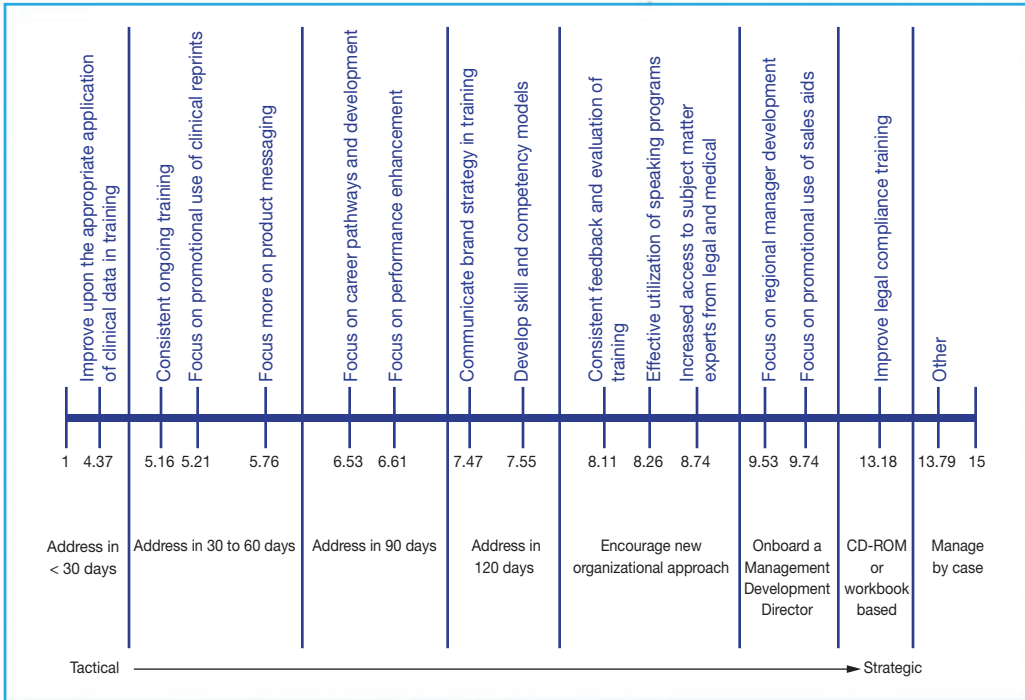 Improve upon the appropriate application
of clinical data in training
Consistent ongoing training
Focus on promotional use of clinical reprints
Focus more on product messaging
Focus on career pathways and development
Focus on performance enhancement
Communicate brand strategy in training
Develop skill and competency models
Consistent feedback and evaluation of
training
Effective utilization of speaking programs
Increased access to subject matter
experts from legal and medical
Focus on regional manager development
Focus on promotional use of sales aids
Improve legal compliance training
Other
1 4.37 5.16 5.21 5.76 6.53 6.61 7.47 7.55 8.11 8.26 8.74 9.53 9.74 13.18 13.79 15
Address in
< 30 days
Address in 30 to 60 days
Address in 90 days
Address in
120 days
Encourage new
organizational approach
Onboard a
Management
Development
Director
CD-ROM
or
workbook
based
Manage
by case
Tactical
Strategic